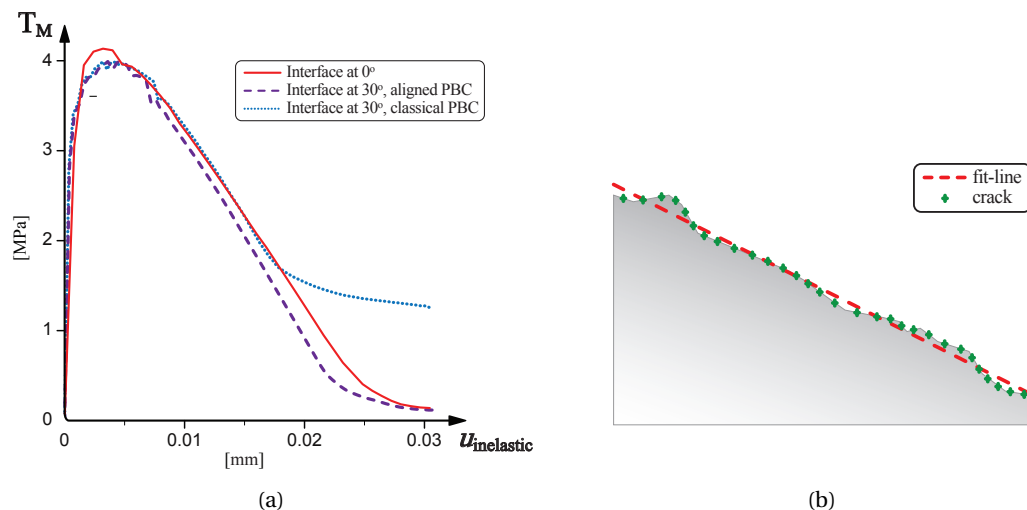 T_M
4
3
2
1
0
[MPa]
Interface at 0°
Interface at 30°, aligned PBC
Interface at 30°, classical PBC
0
0.01
0.02
0.03
u_inelastic
[mm]
(a)
fit-line
crack
(b)